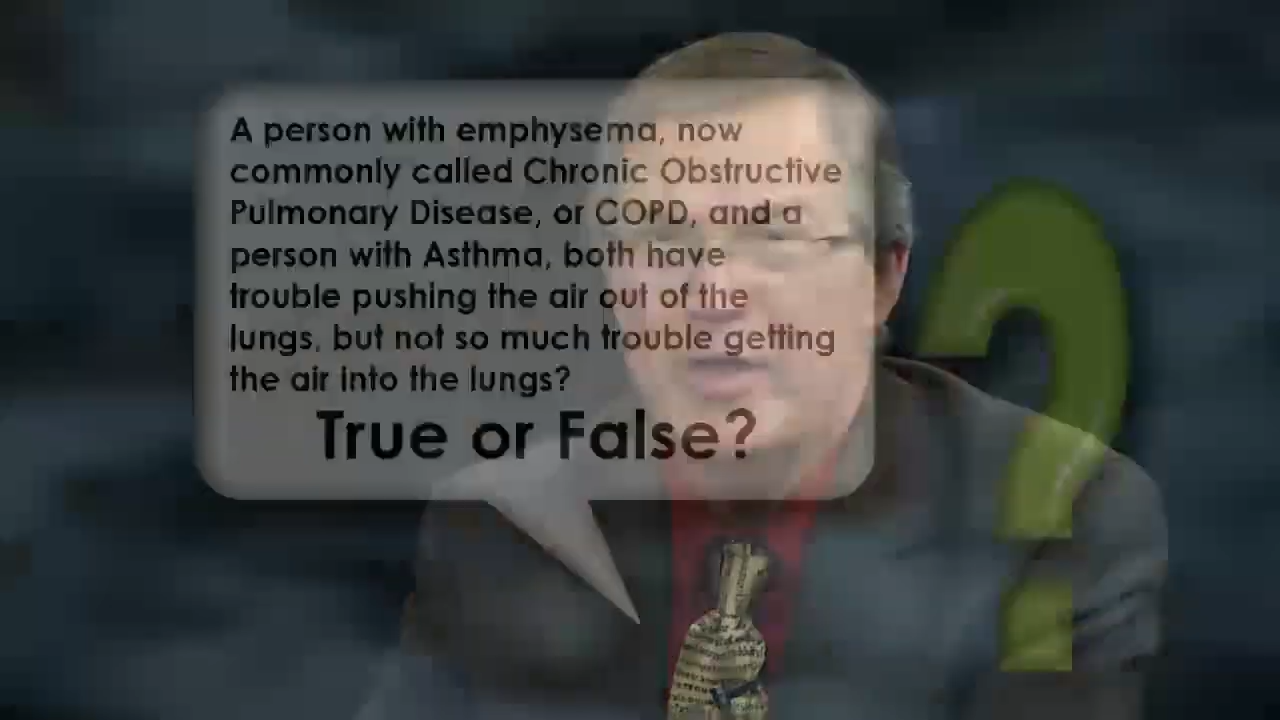 A person with emphysema, now
commonly called Chronic Obstructive
Pulmonary Disease, or COPD, and a
person with Asthma, both have
trouble pushing the air out of the
lungs, but not so much trouble getting
the air into the lungs?
True or False?
?